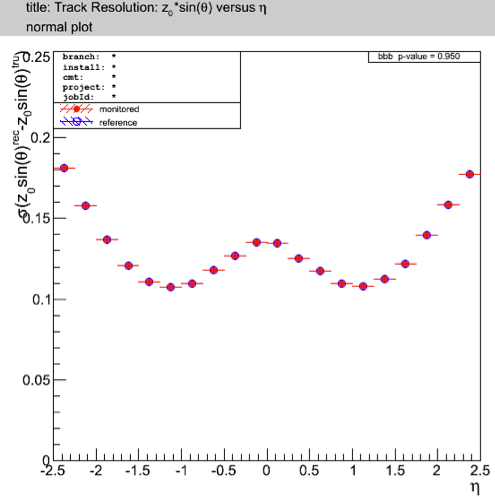 title: Track Resolution: z₀*sin(θ) versus η
normal plot
0.25
branch: *
install: *
cmt: *
project: *
jobId: *
bbb p-value = 0.950
monitored
reference
σ(z₀sin(θ)ʳᵉᶜ-z₀sin(θ)ᵗʳᵘ)
0.2
0.15
0.1
0.05
0
-2.5 -2 -1.5 -1 -0.5 0 0.5 1 1.5 2 2.5
η